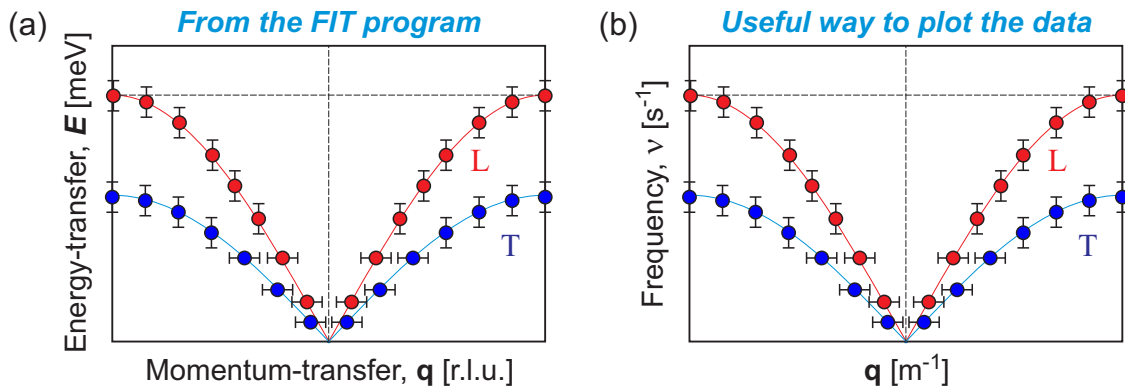 (a)
From the FIT program
Energy-transfer, E [meV]
L
T
Momentum-transfer, q [r.l.u.]
(b)
Useful way to plot the data
Frequency, ν [s⁻¹]
L
T
q [m⁻¹]